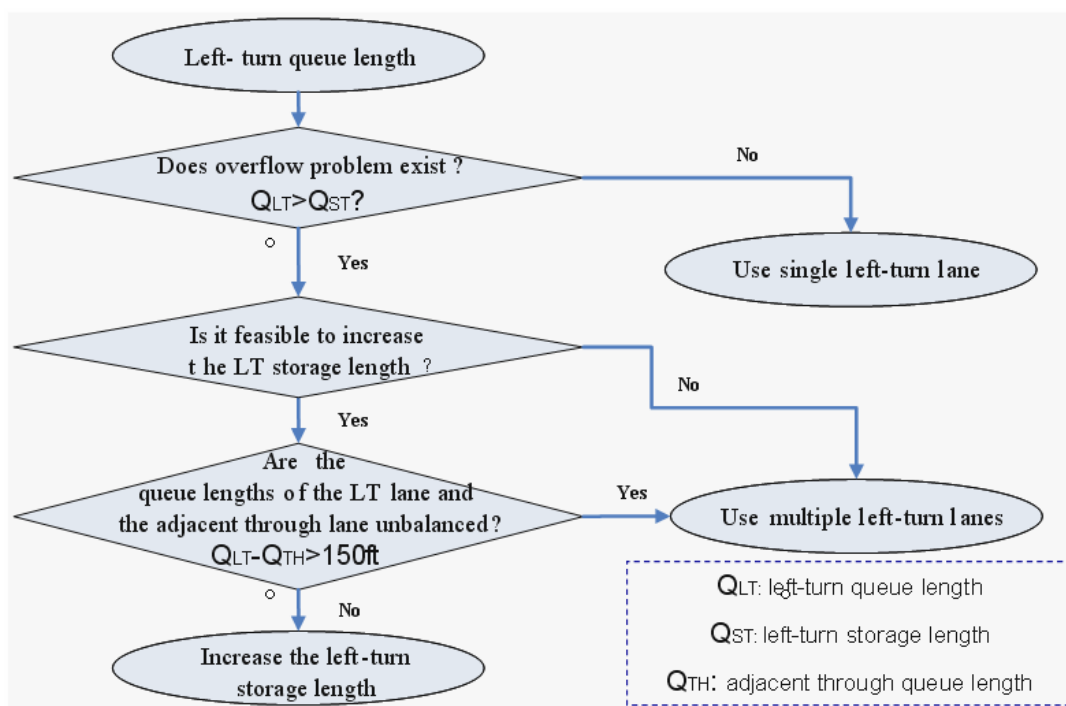 Left- turn queue length
Does overflow problem exist ?
QLT>QST?
No
Yes
Use single left-turn lane
Is it feasible to increase
t he LT storage length ?
No
Yes
Are the
queue lengths of the LT lane and
the adjacent through lane unbalanced?
QLT-QTH>150ft
Yes
Use multiple left-turn lanes
No
Increase the left-turn
storage length
QLT: left-turn queue length
QST: left-turn storage length
QTH: adjacent through queue length